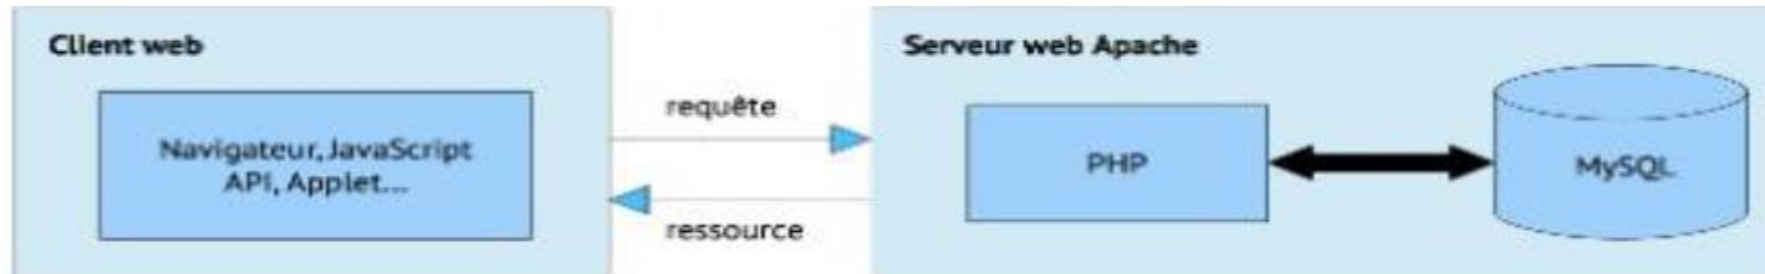 Client web
Navigateur, JavaScript
API, Applet...
requête
ressource
Serveur web Apache
PHP
MySQL